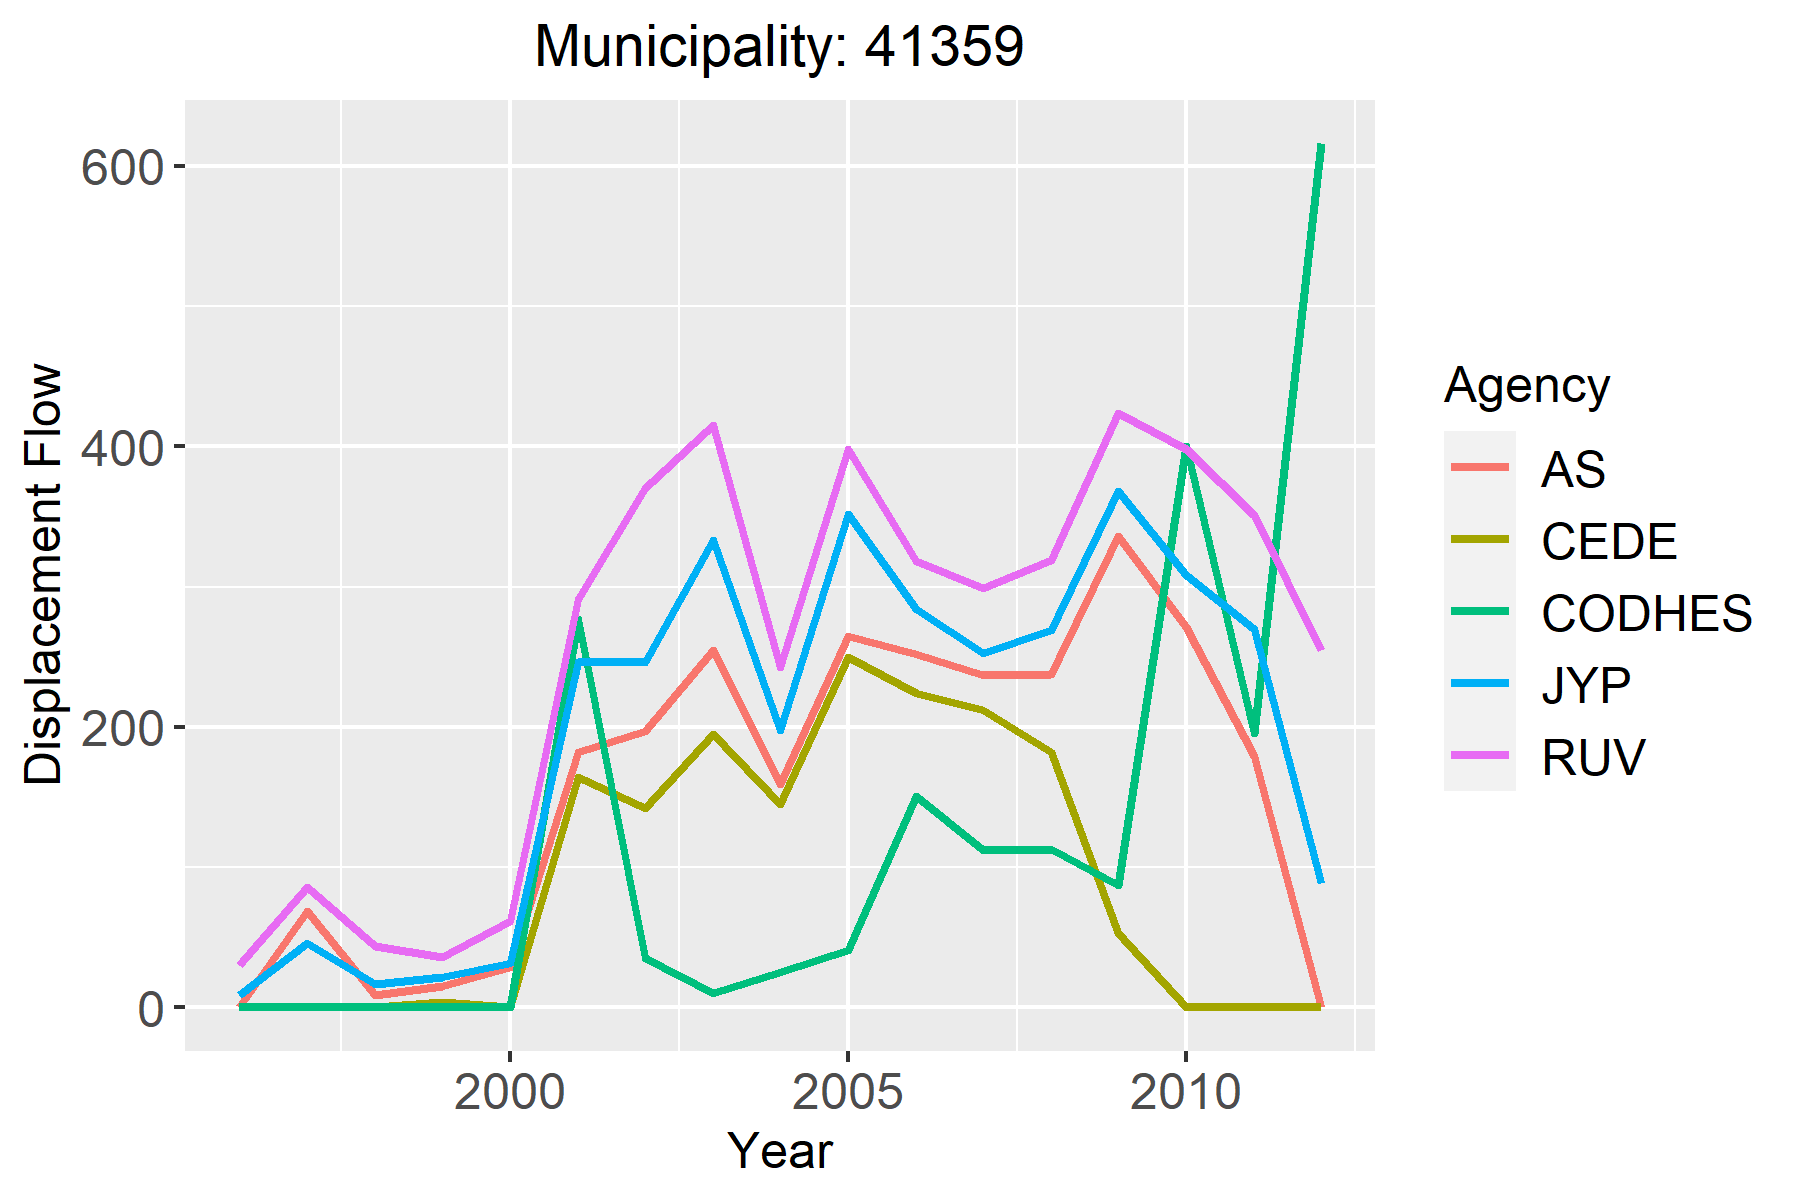 Municipality: 41359
Displacement Flow
600
400
200
0
2000
2005
2010
Year
Agency
AS
CEDE
CODHES
JYP
RUV